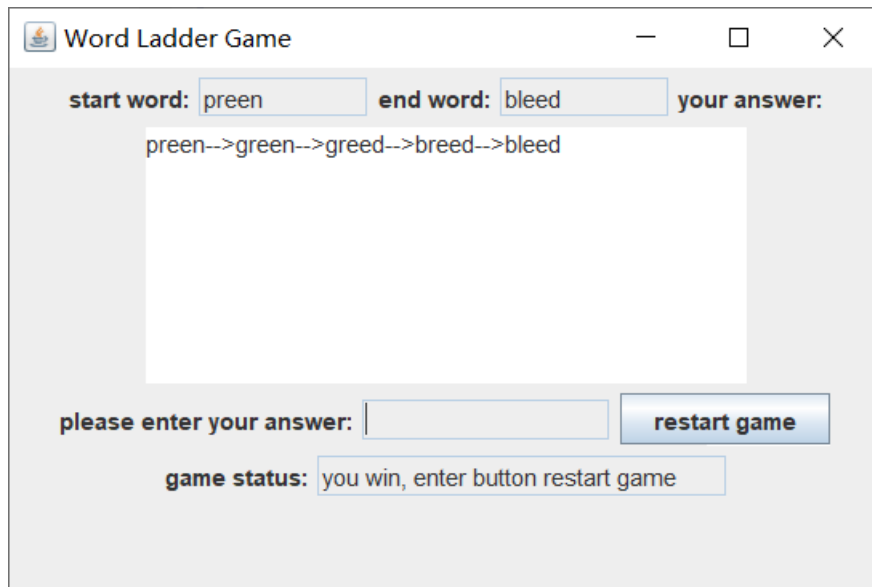 Word Ladder Game
start word: preen end word: bleed your answer:
preen-->green-->greed-->breed-->bleed
please enter your answer: restart game
game status: you win, enter button restart game